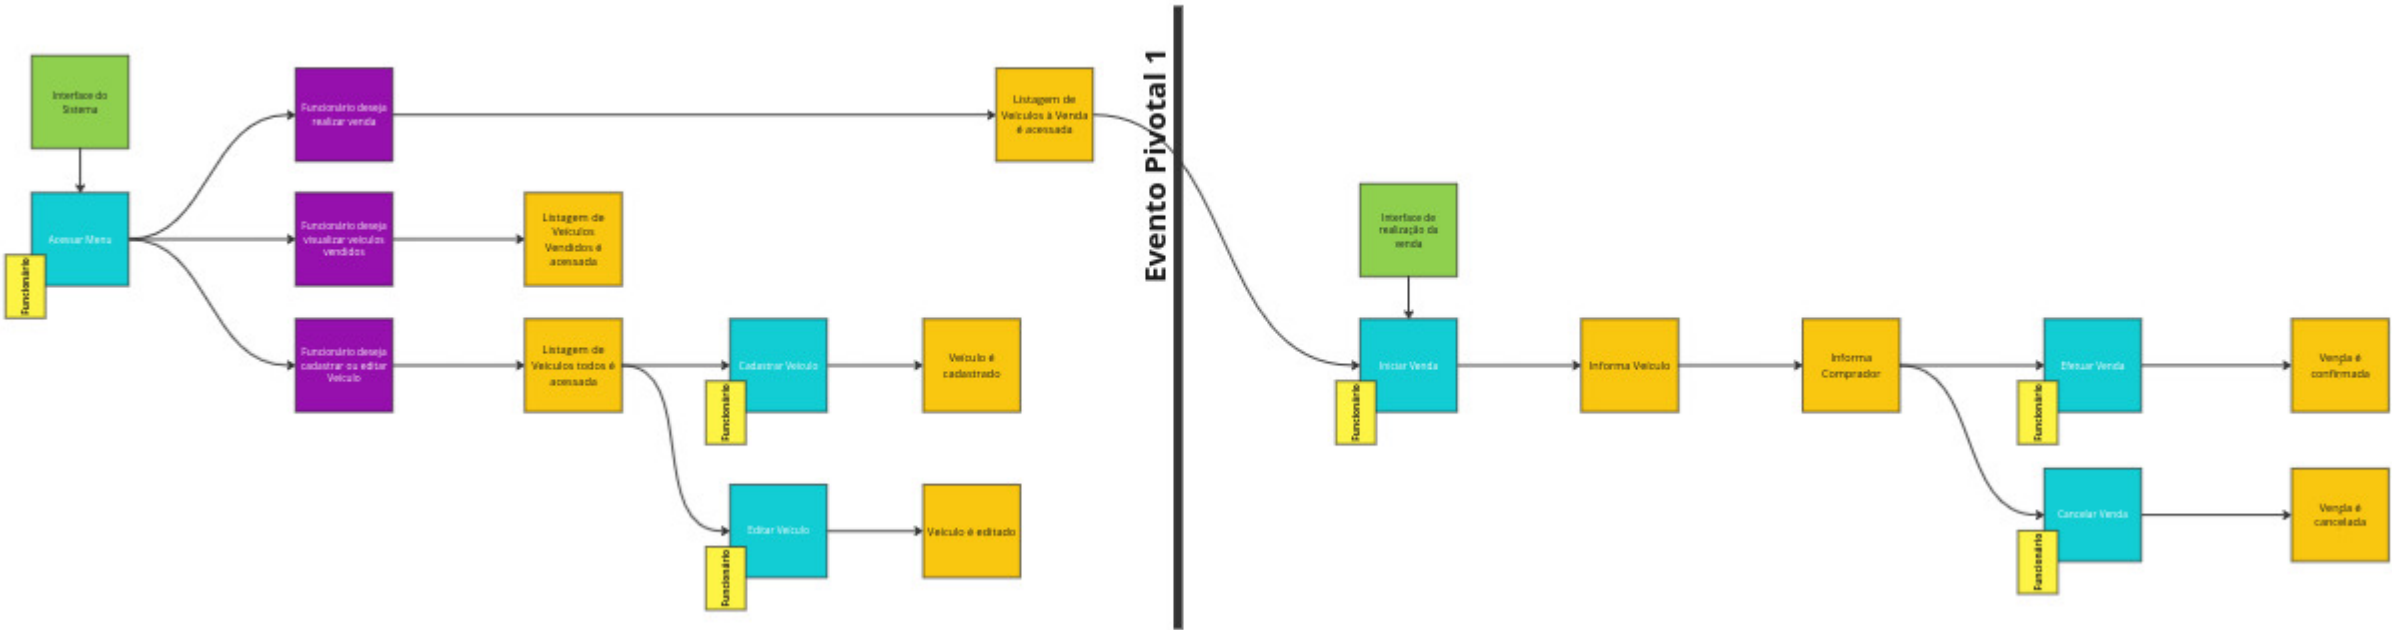 Interface do
Sistema
Acessar Menu
Funcionário
Funcionário deseja
realizar venda
Funcionário deseja
visualizar veículos
vendidos
Funcionário deseja
cadastrar ou editar
Veículo
Listagem de
Veículos
Vendidos é
acessada
Listagem de
Veículos todos é
acessada
Cadastrar Veículo
Funcionário
Veículo é
cadastrado
Editar Veículo
Funcionário
Veículo é editado
Listagem de
Veículos à Venda
é acessada
Evento Pivotal 1
Interface de
realização da
venda
Iniciar Venda
Funcionário
Informa Veículo
Informa
Comprador
Efetuar Venda
Funcionário
Venda é
confirmada
Cancelar Venda
Funcionário
Venda é
cancelada